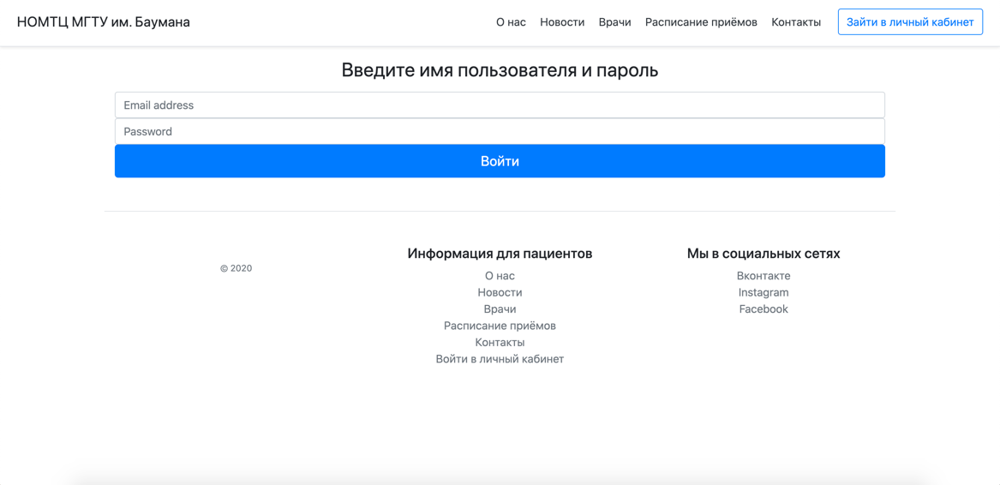 НОМТЦ МГТУ им. Баумана
О нас Новости Врачи Расписание приёмов Контакты Зайти в личный кабинет
Введите имя пользователя и пароль
Email address
Password
Войти
© 2020
Информация для пациентов
О нас
Новости
Врачи
Расписание приёмов
Контакты
Войти в личный кабинет
Мы в социальных сетях
Вконтакте
Instagram
Facebook